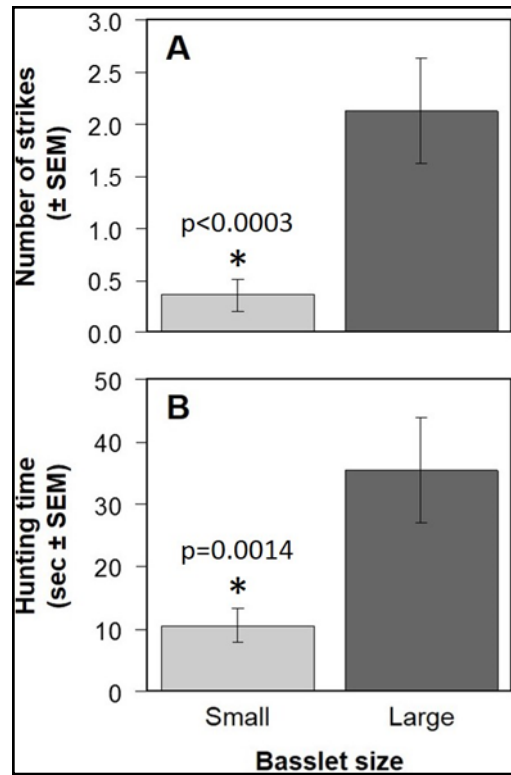 A
Number of strikes
(± SEM)
3.0
2.5
2.0
1.5
1.0
0.5
0.0
p<0.0003
*
B
Hunting time
(sec ± SEM)
50
40
30
20
10
0
p=0.0014
*
Small Large
Basslet size